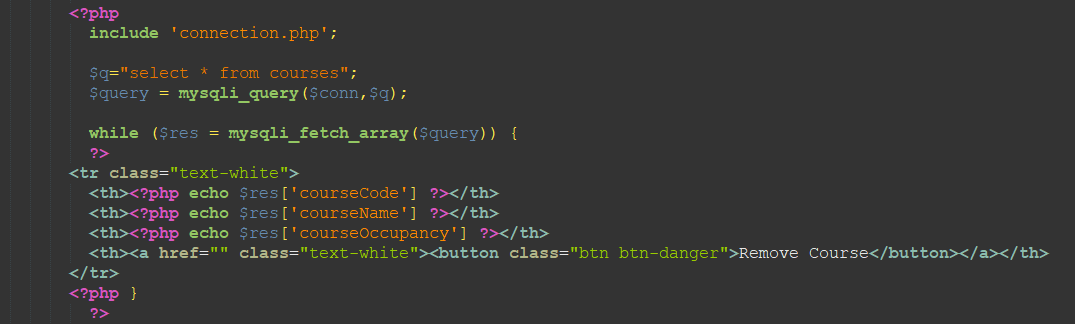 <?php
include 'connection.php';
$q="select * from courses";
$query = mysqli_query($conn,$q);
while ($res = mysqli_fetch_array($query)) {
?>
<tr class="text-white">
<th><?php echo $res['courseCode'] ?></th>
<th><?php echo $res['courseName'] ?></th>
<th><?php echo $res['courseOccupancy'] ?></th>
<th><a href="" class="text-white"><button class="btn btn-danger">Remove Course</button></a></th>
</tr>
<?php }
?>